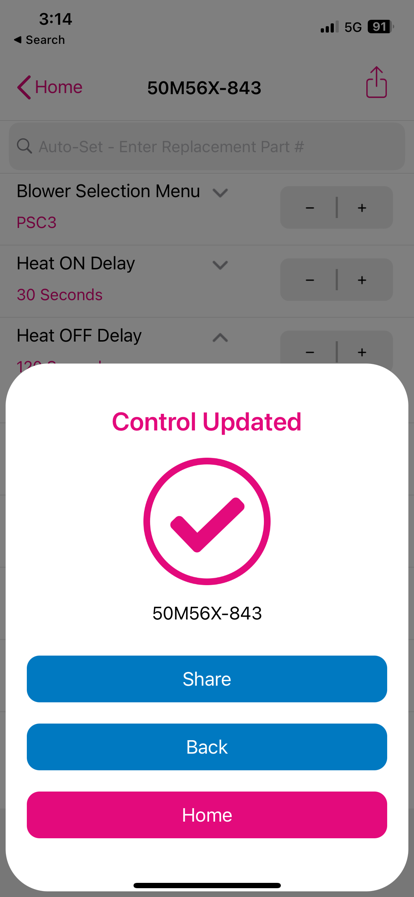 3:14
5G 91
◀ Search
Home
50M56X-843
Auto-Set - Enter Replacement Part #
Blower Selection Menu
PSC3
− +
Heat ON Delay
30 Seconds
− +
Heat OFF Delay
− +
Control Updated
50M56X-843
Share
Back
Home